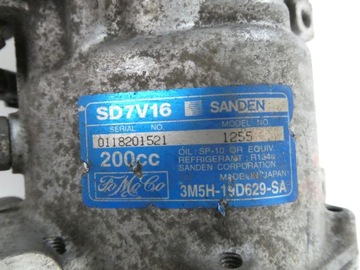 SD7V16 SANDEN
SERIAL NO. MODEL NO.
0118201521 1255
200cc
OIL: SP-10 OR EQUIV.
REFRIGERANT: R134a
SANDEN CORPORATION
MADE IN JAPAN
FoMoCo
3M5H-19D629-SA